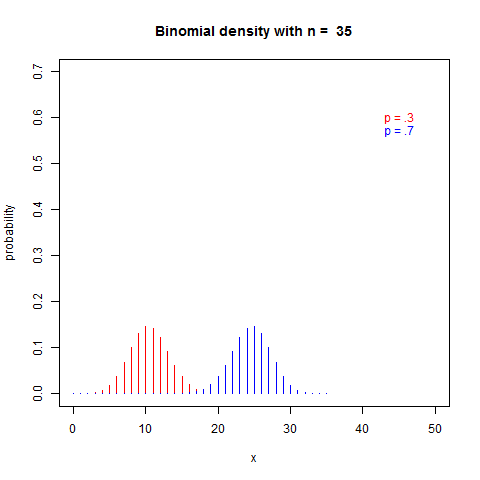 Binomial density with n =  35
p = .3
p = .7
probability
0.7
0.6
0.5
0.4
0.3
0.2
0.1
0.0
0 10 20 30 40 50
x